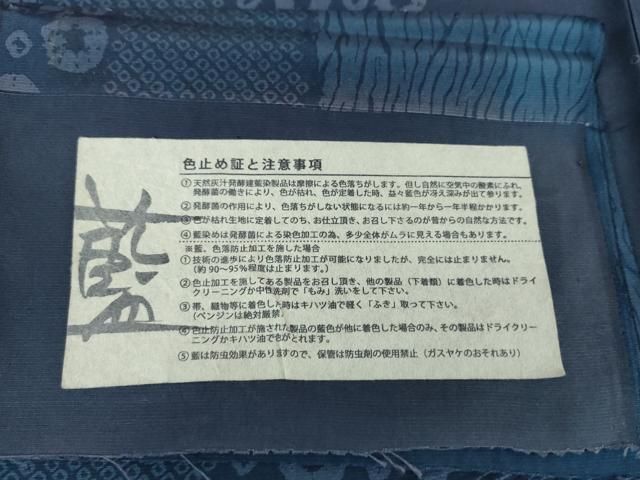 色止め証と注意事項
①天然灰汁発酵建藍染製品は摩擦による色落ちがします。但し自然に空気中の酸素にふれ、
発酵菌の働きにより、色が枯れ、色が定着した時、益々藍色が冴え深みが出て参ります。
②発酵菌の作用により、色落ちがしない状態になるには約一年から一年半程かかります。
③色が枯れ生地に定着してのち、お仕立頂き、お召し下さるのが昔からの自然な方法です。
④藍染めは発酵菌による染色加工の為、多少全体がムラに見える場合もあります。
※藍、色落防止加工を施した場合
①技術の進歩により色落防止加工が可能になりましたが、完全には止まりません。
(約90〜95%程度は止まります。)
②色止加工を施してある製品をお召し頂き、他の製品(下着類)に着色した時はドライ
クリーニングか中性洗剤で「もみ」洗いをして下さい。
③帯、織物等に着色した時はキハツ油で軽く「ふき」取って下さい。
(ベンジンは絶対厳禁)
④色止防止加工が施された製品の藍色が他に着色した場合のみ、その製品はドライクリー
ニングかキハツ油で色がとれます。
⑤藍は防虫効果がありますので、保管は防虫剤の使用禁止(ガスヤケのおそれあり)
藍